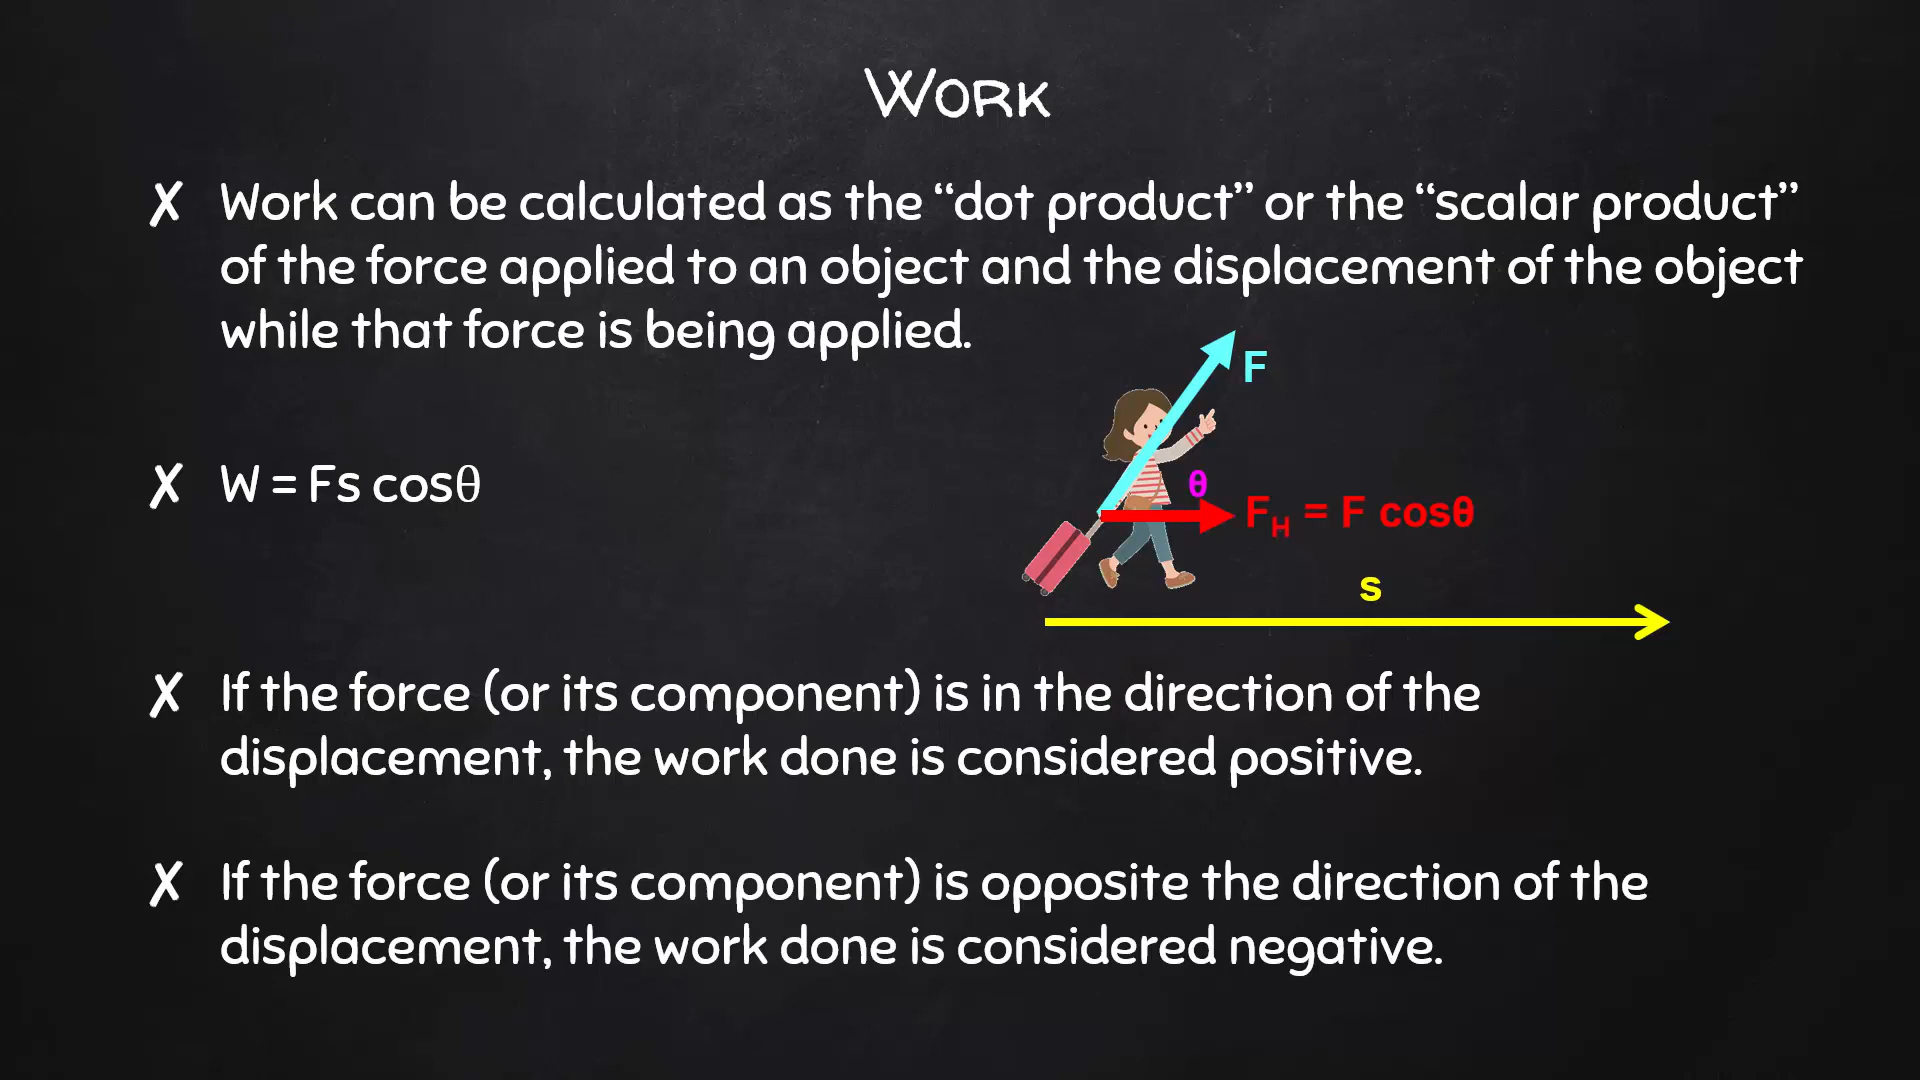 Work
✗ Work can be calculated as the “dot product” or the “scalar product”
of the force applied to an object and the displacement of the object
while that force is being applied.
F
✗ W = Fs cosθ
θ
F_H = F cosθ
s
✗ If the force (or its component) is in the direction of the
displacement, the work done is considered positive.
✗ If the force (or its component) is opposite the direction of the
displacement, the work done is considered negative.